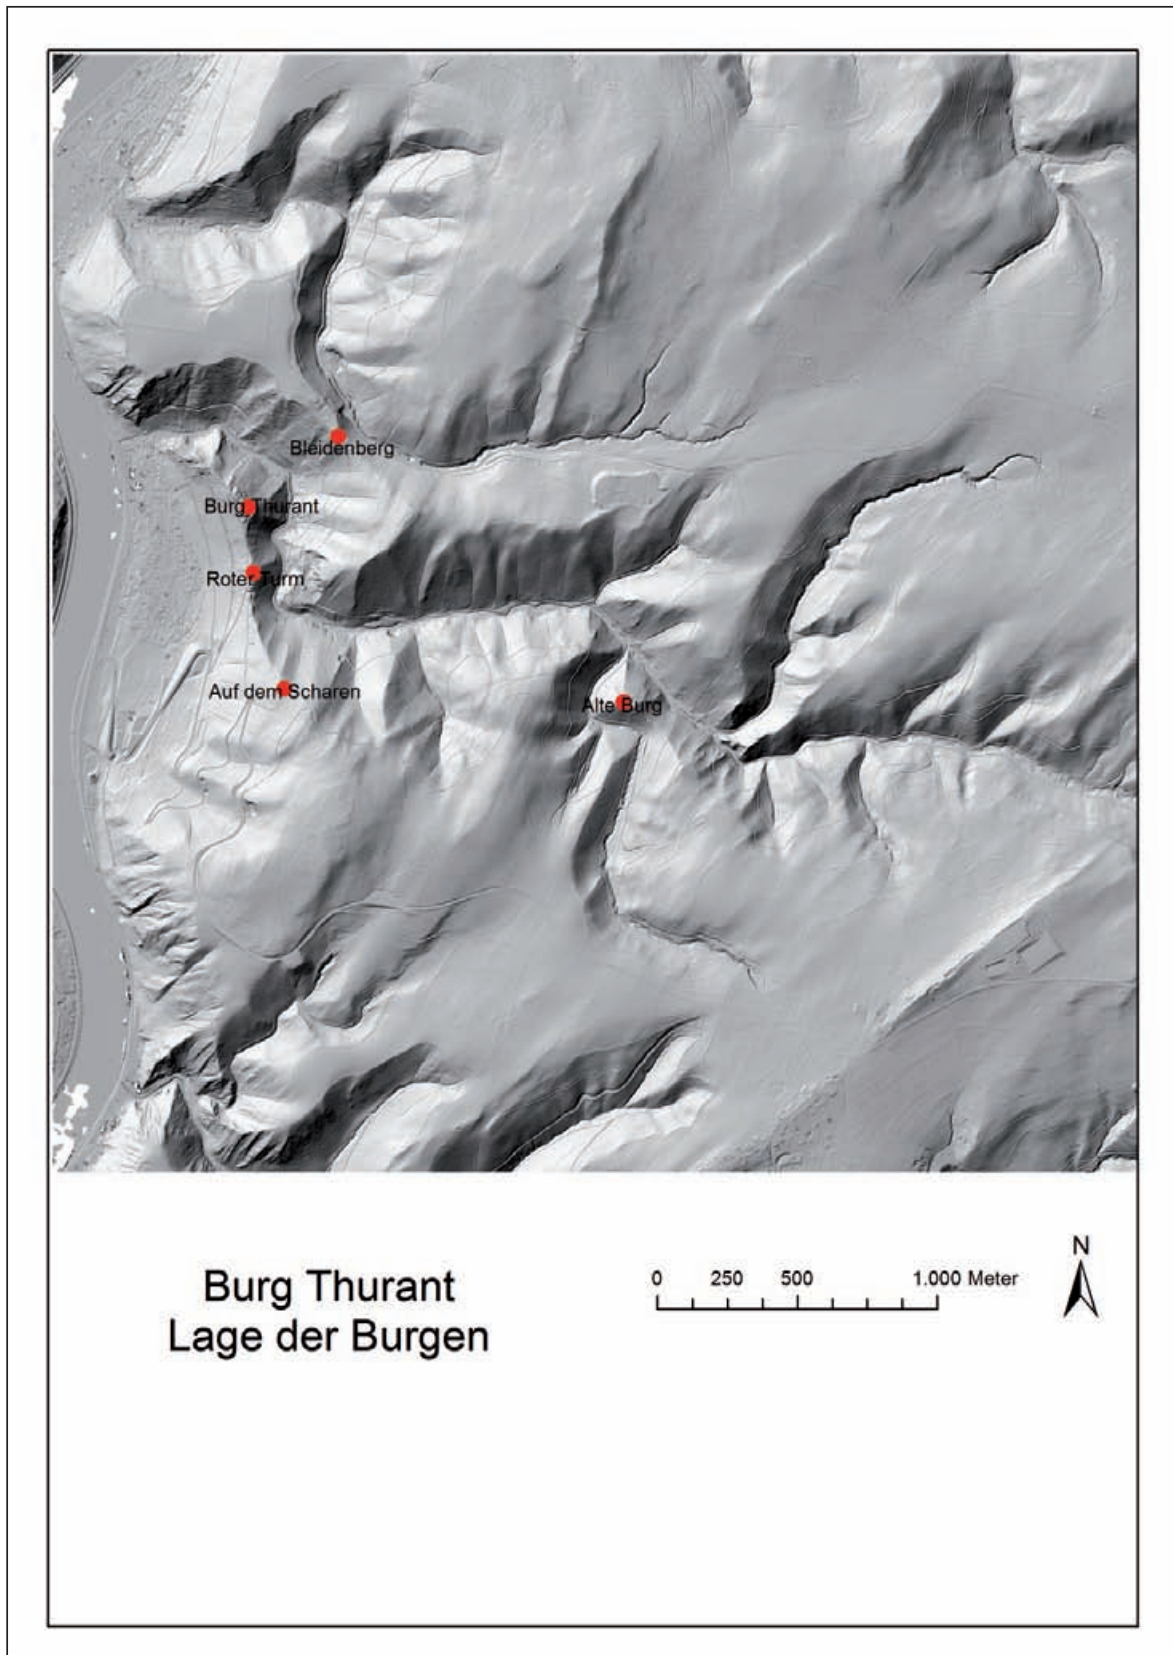 Bleidenberg
Burg Thurant
Roter Turm
Auf dem Scharen
Alte Burg
Burg Thurant
Lage der Burgen
0 250 500 1.000 Meter
N